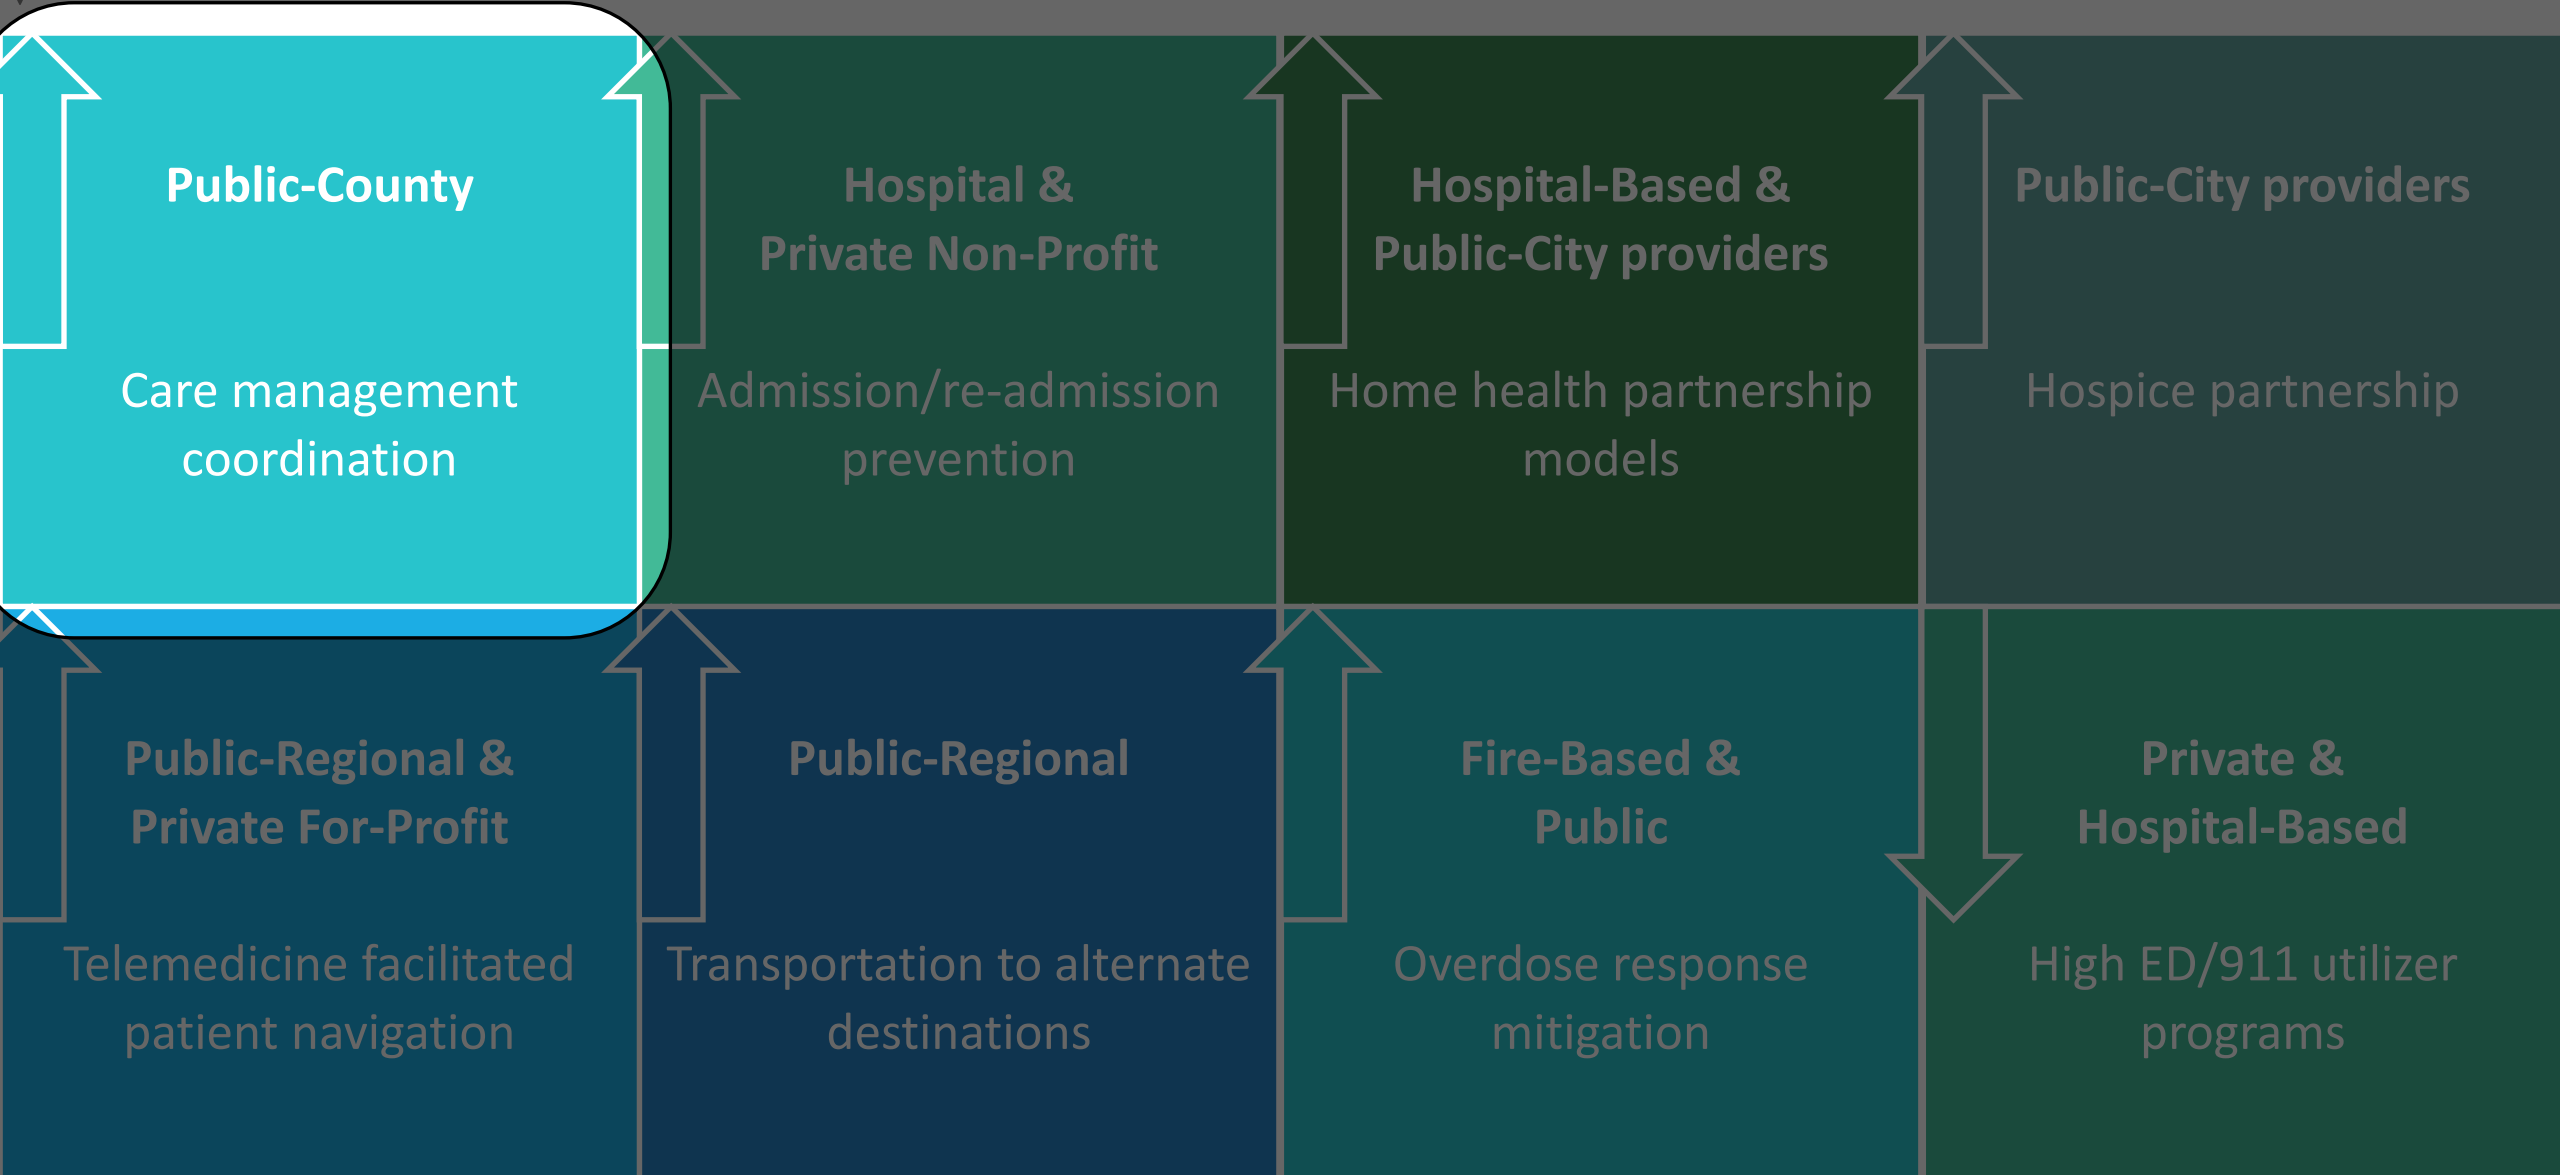 Public-County
Care management
coordination
Hospital &
Private Non-Profit
Admission/re-admission
prevention
Hospital-Based &
Public-City providers
Home health partnership
models
Public-City providers
Hospice partnership
Public-Regional &
Private For-Profit
Telemedicine facilitated
patient navigation
Public-Regional
Transportation to alternate
destinations
Fire-Based &
Public
Overdose response
mitigation
Private &
Hospital-Based
High ED/911 utilizer
programs